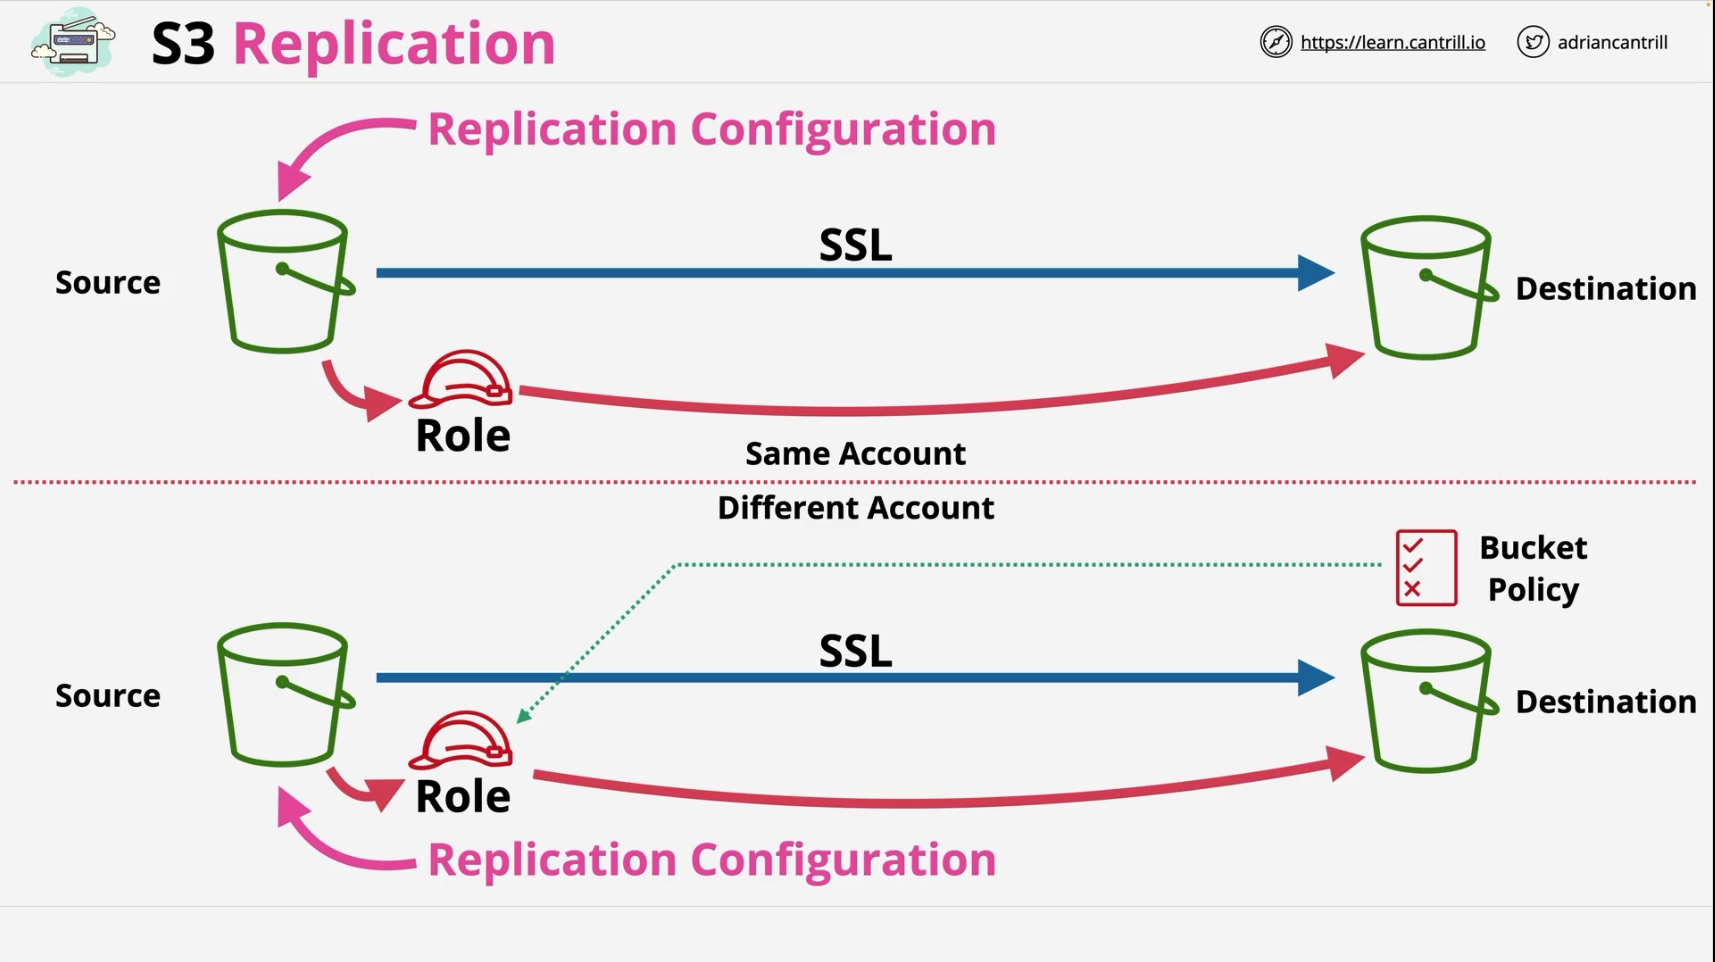 S3 Replication
https://learn.cantrill.io
adriancantrill
Replication Configuration
SSL
Source
Destination
Role
Same Account
Different Account
Bucket
Policy
SSL
Source
Destination
Role
Replication Configuration